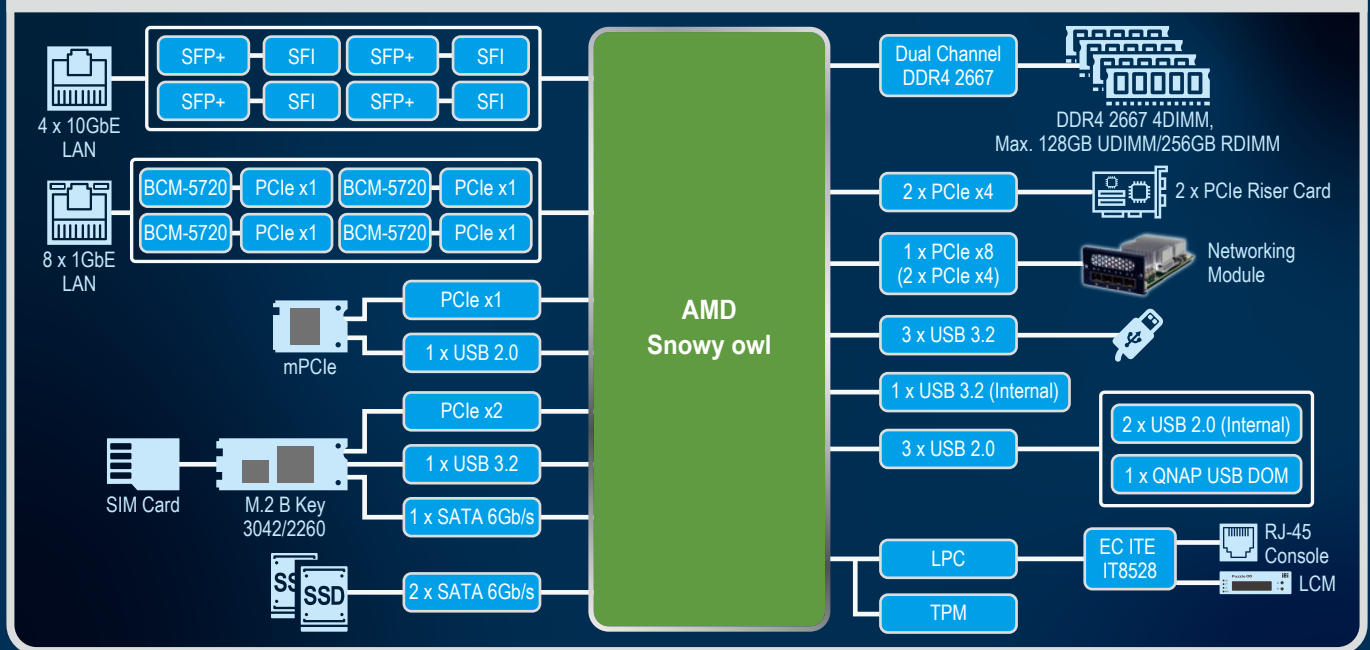 SFP+ SFI SFP+ SFI
SFP+ SFI SFP+ SFI
4 x 10GbE
LAN
BCM-5720 PCIe x1 BCM-5720 PCIe x1
BCM-5720 PCIe x1 BCM-5720 PCIe x1
8 x 1GbE
LAN
PCIe x1
1 x USB 2.0
mPCIe
PCIe x2
1 x USB 3.2
1 x SATA 6Gb/s
SIM Card
M.2 B Key
3042/2260
SS
SSD
2 x SATA 6Gb/s
AMD
Snowy owl
Dual Channel
DDR4 2667
DDR4 2667 4DIMM,
Max. 128GB UDIMM/256GB RDIMM
2 x PCIe x4
2 x PCIe Riser Card
1 x PCIe x8
(2 x PCIe x4)
Networking
Module
3 x USB 3.2
1 x USB 3.2 (Internal)
3 x USB 2.0
2 x USB 2.0 (Internal)
1 x QNAP USB DOM
LPC
EC ITE
IT8528
RJ-45
Console
LCM
TPM